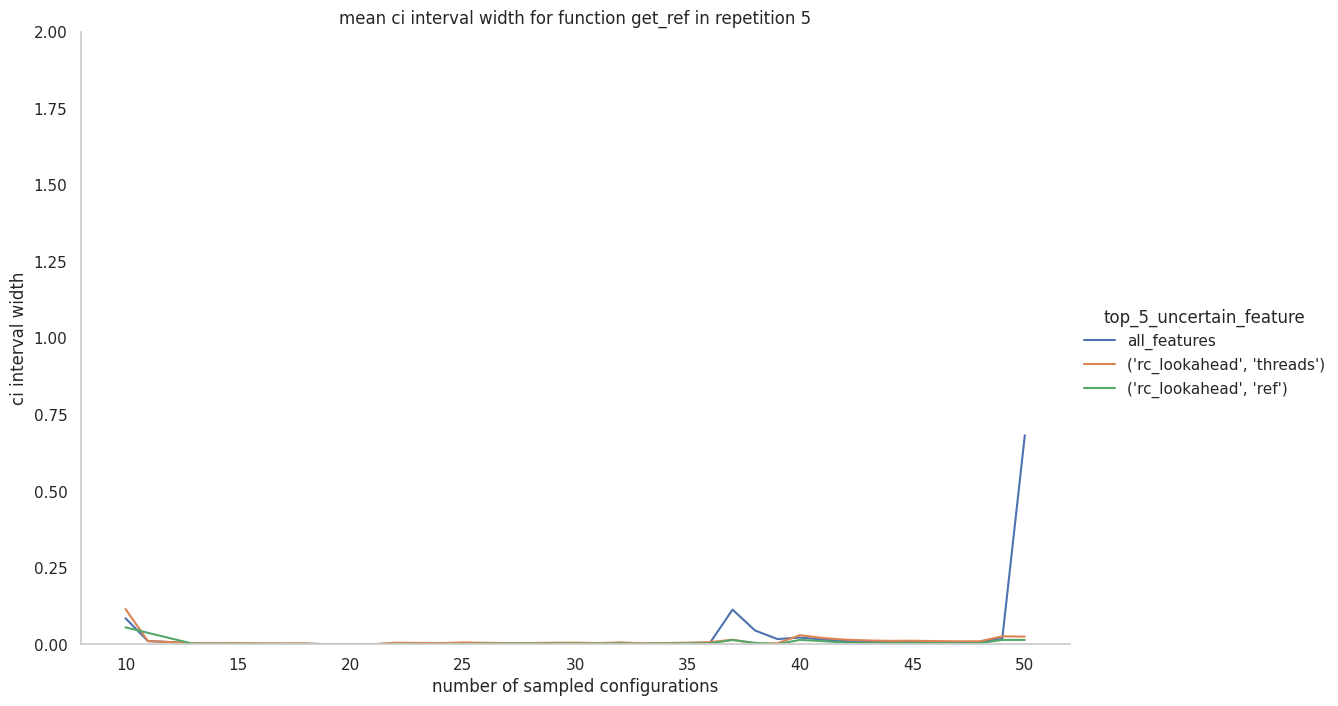 mean ci interval width for function get_ref in repetition 5
2.00
1.75
1.50
1.25
1.00
0.75
0.50
0.25
0.00
ci interval width
10 15 20 25 30 35 40 45 50
number of sampled configurations
top_5_uncertain_feature
all_features
('rc_lookahead', 'threads')
('rc_lookahead', 'ref')